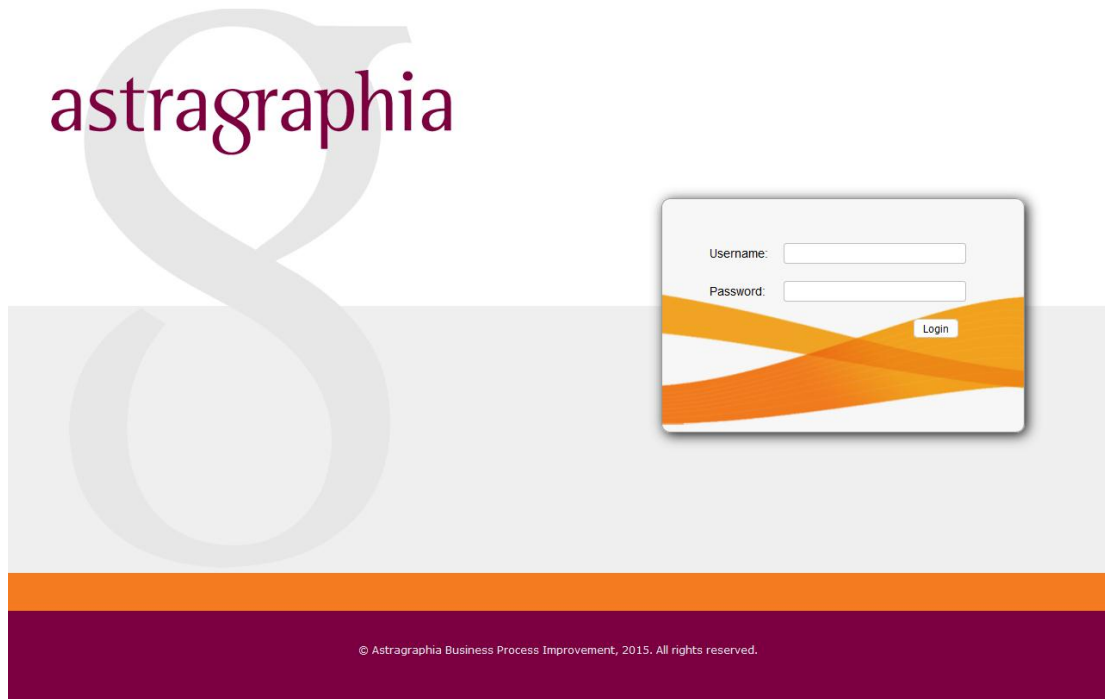 astragraphia
Username:
Password:
Login
© Astragraphia Business Process Improvement, 2015. All rights reserved.